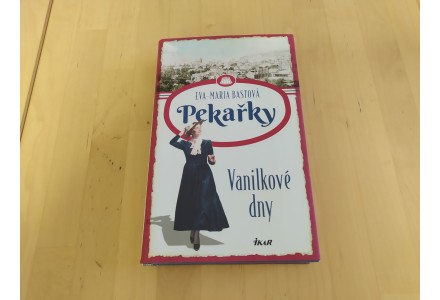 EVA-MARIA BASTOVÁ
Pekařky
Vanilkové
dny
IKAR